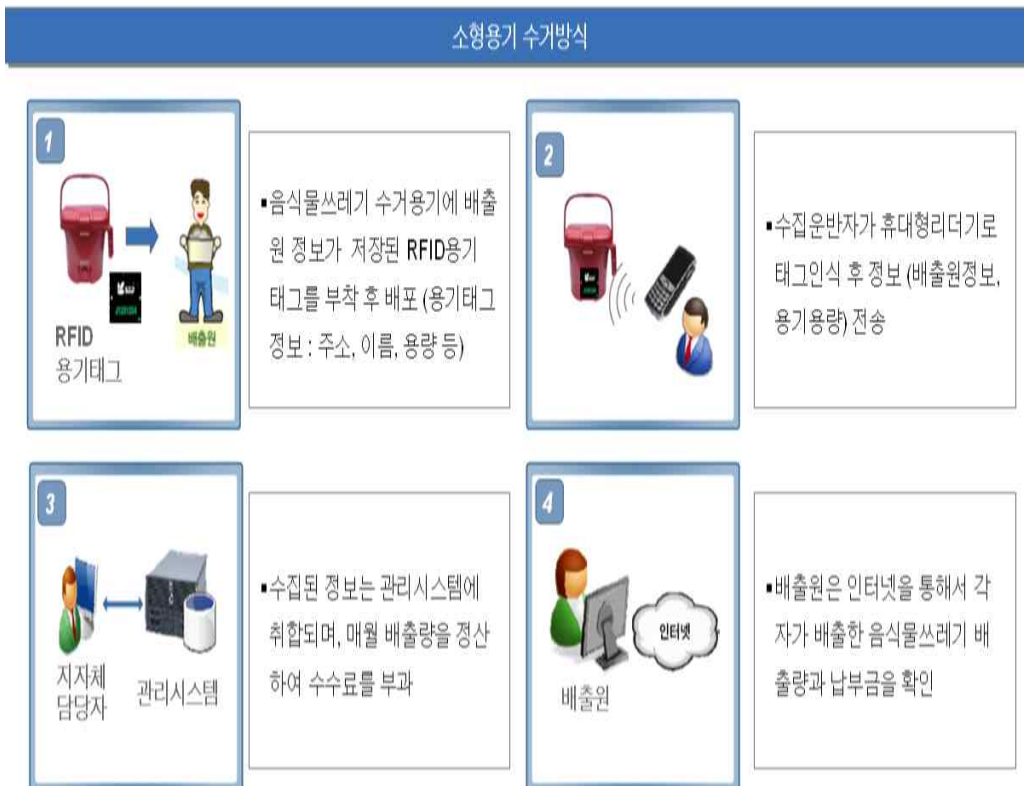 소형용기 수거방식
1
RFID
용기태그
배출원
▪음식물쓰레기 수거용기에 배출
원 정보가 저장된 RFID용기
태그를 부착 후 배포 (용기태그
정보 : 주소, 이름, 용량 등)
2
▪수집운반자가 휴대형리더기로
태그인식 후 정보 (배출원정보,
용기용량) 전송
3
지자체
담당자
관리시스템
▪수집된 정보는 관리시스템에
취합되며, 매월 배출량을 정산
하여 수수료를 부과
4
인터넷
배출원
▪배출원은 인터넷을 통해서 각
자가 배출한 음식물쓰레기 배
출량과 납부금을 확인